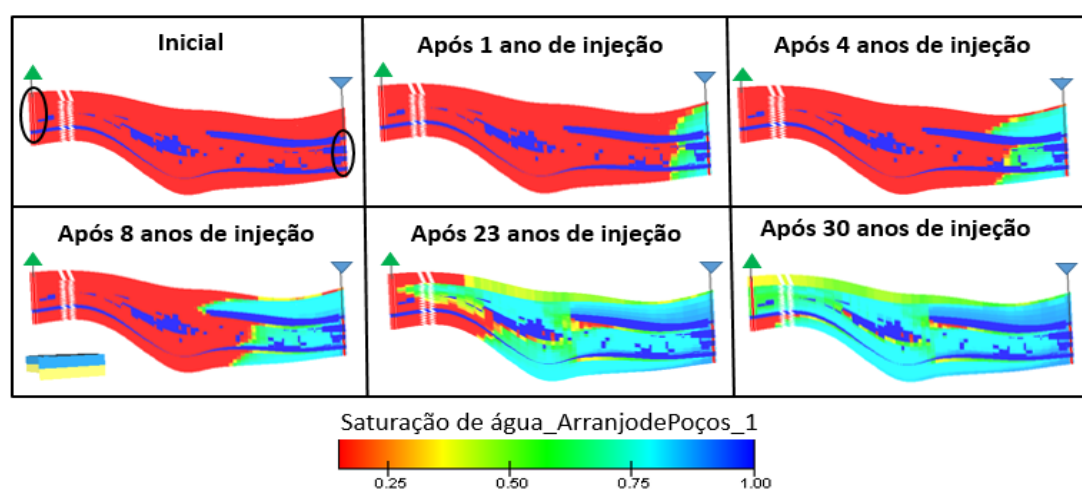 Inicial
Após 1 ano de injeção
Após 4 anos de injeção
Após 8 anos de injeção
Após 23 anos de injeção
Após 30 anos de injeção
Saturação de água_ArranjodePoços_1
0.25 0.50 0.75 1.00